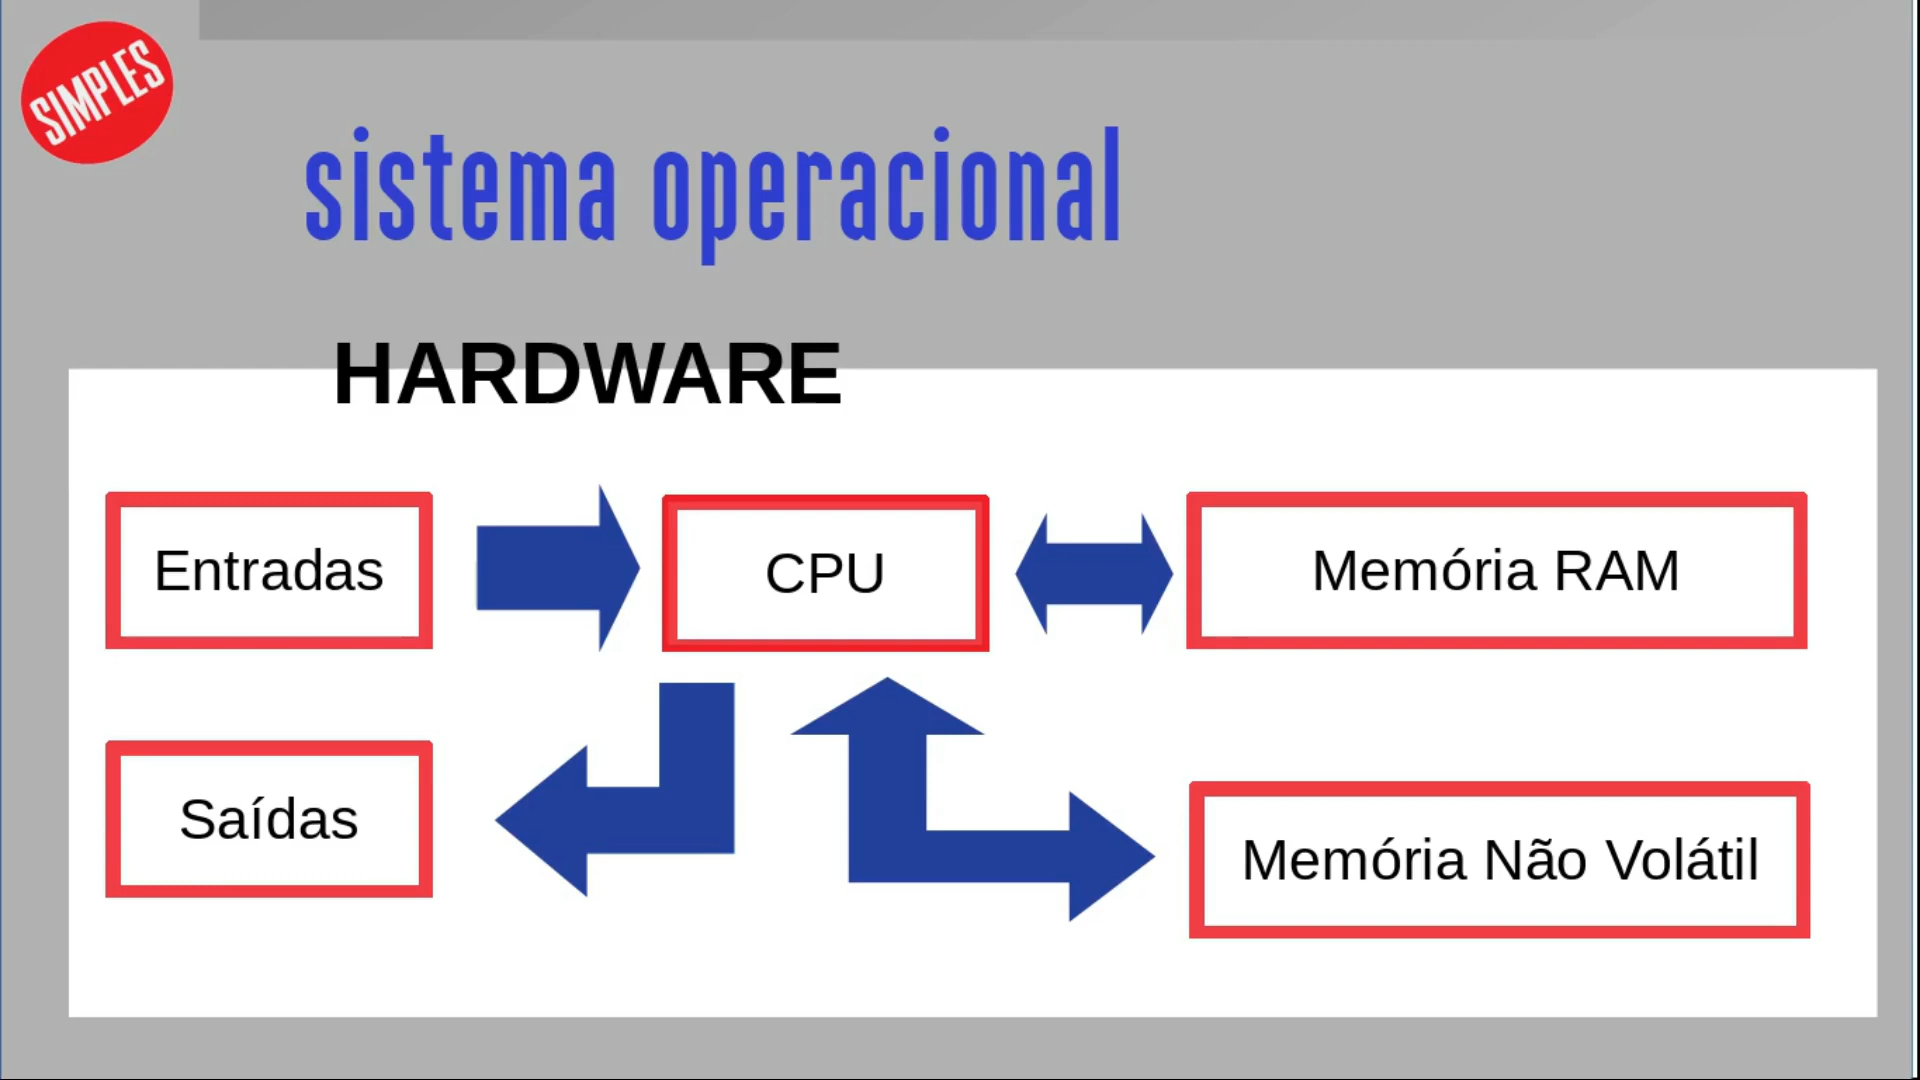 SIMPLES
sistema operacional
HARDWARE
Entradas
CPU
Memória RAM
Saídas
Memória Não Volátil